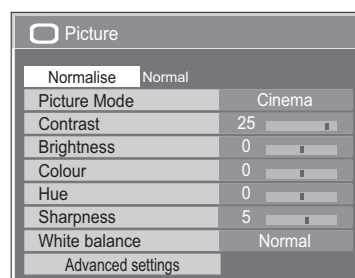 Picture
Normalise Normal
Picture Mode Cinema
Contrast 25
Brightness 0
Colour 0
Hue 0
Sharpness 5
White balance Normal
Advanced settings